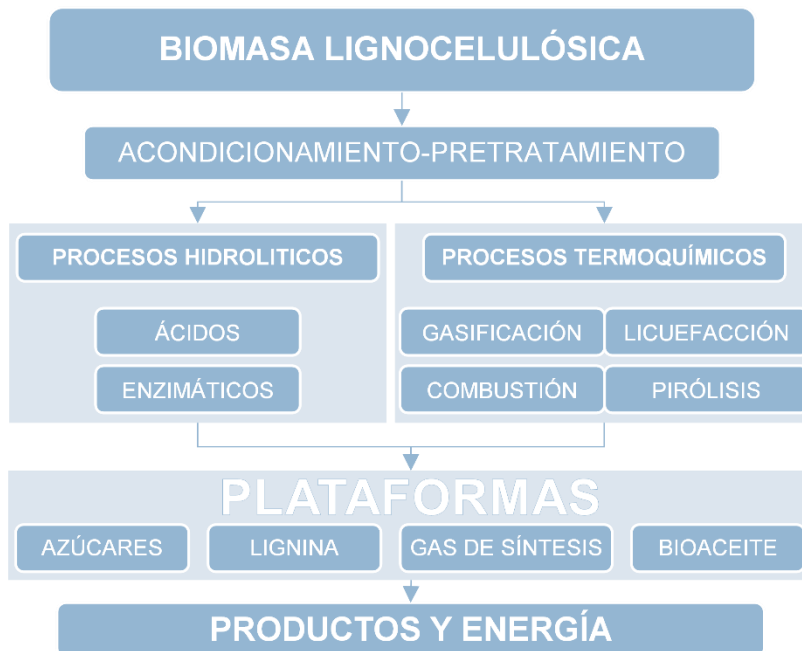 BIOMASA LIGNOCELULÓSICA
ACONDICIONAMIENTO-PRETRATAMIENTO
PROCESOS HIDROLITICOS
ÁCIDOS
ENZIMÁTICOS
PROCESOS TERMOQUÍMICOS
GASIFICACIÓN
LICUEFACCIÓN
COMBUSTIÓN
PIRÓLISIS
PLATAFORMAS
AZÚCARES
LIGNINA
GAS DE SÍNTESIS
BIOACEITE
PRODUCTOS Y ENERGÍA